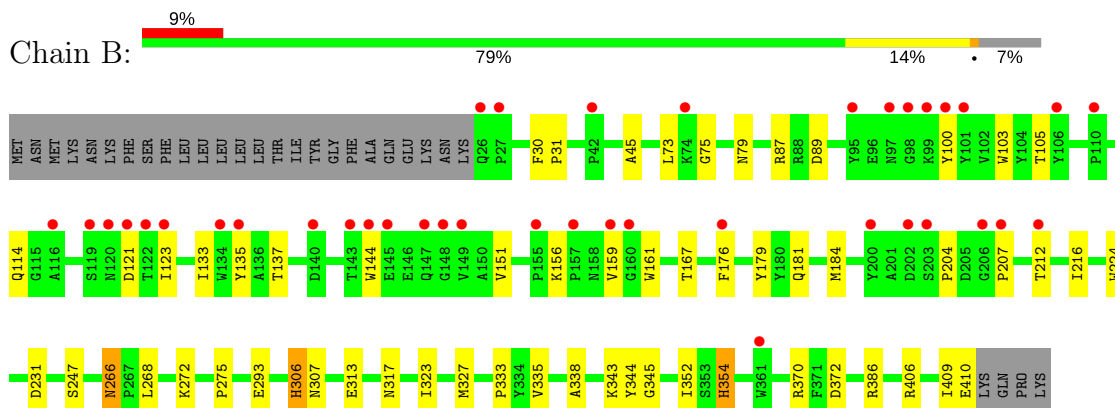 9%
Chain B:
79% 14% • 7%
MET ASN MET LYS ASN LYS PHE SER PHE LEU LEU LEU LEU THR ILE TYR GLY PHE ALA GLN GLU LYS ASN LYS Q26 P27 F30 P31 P42 A45 L73 K74 G75 N79 R87 R88 D89 Y95 E96 N97 G98 K99 Y100 Y101 V102 W103 Y104 T105 Y106 P110
Q114 G115 A116 S119 N120 D121 T122 I123 I133 W134 Y135 A136 T137 D140 T143 W144 E145 E146 Q147 G148 V149 A150 V151 P155 K156 P157 N158 V159 G160 W161 T167 F176 Y179 Y180 Q181 M184 Y200 A201 D202 S203 P204 D205 G206 P207 T212 I216
D231 S247 N266 P267 L268 K272 P275 E293 H306 N307 E313 N317 I323 M327 P333 Y334 V335 A338 K343 Y344 G345 I352 S353 H354 W361 R370 F371 D372 R386 R406 I409 E410 LYS GLN PRO LYS